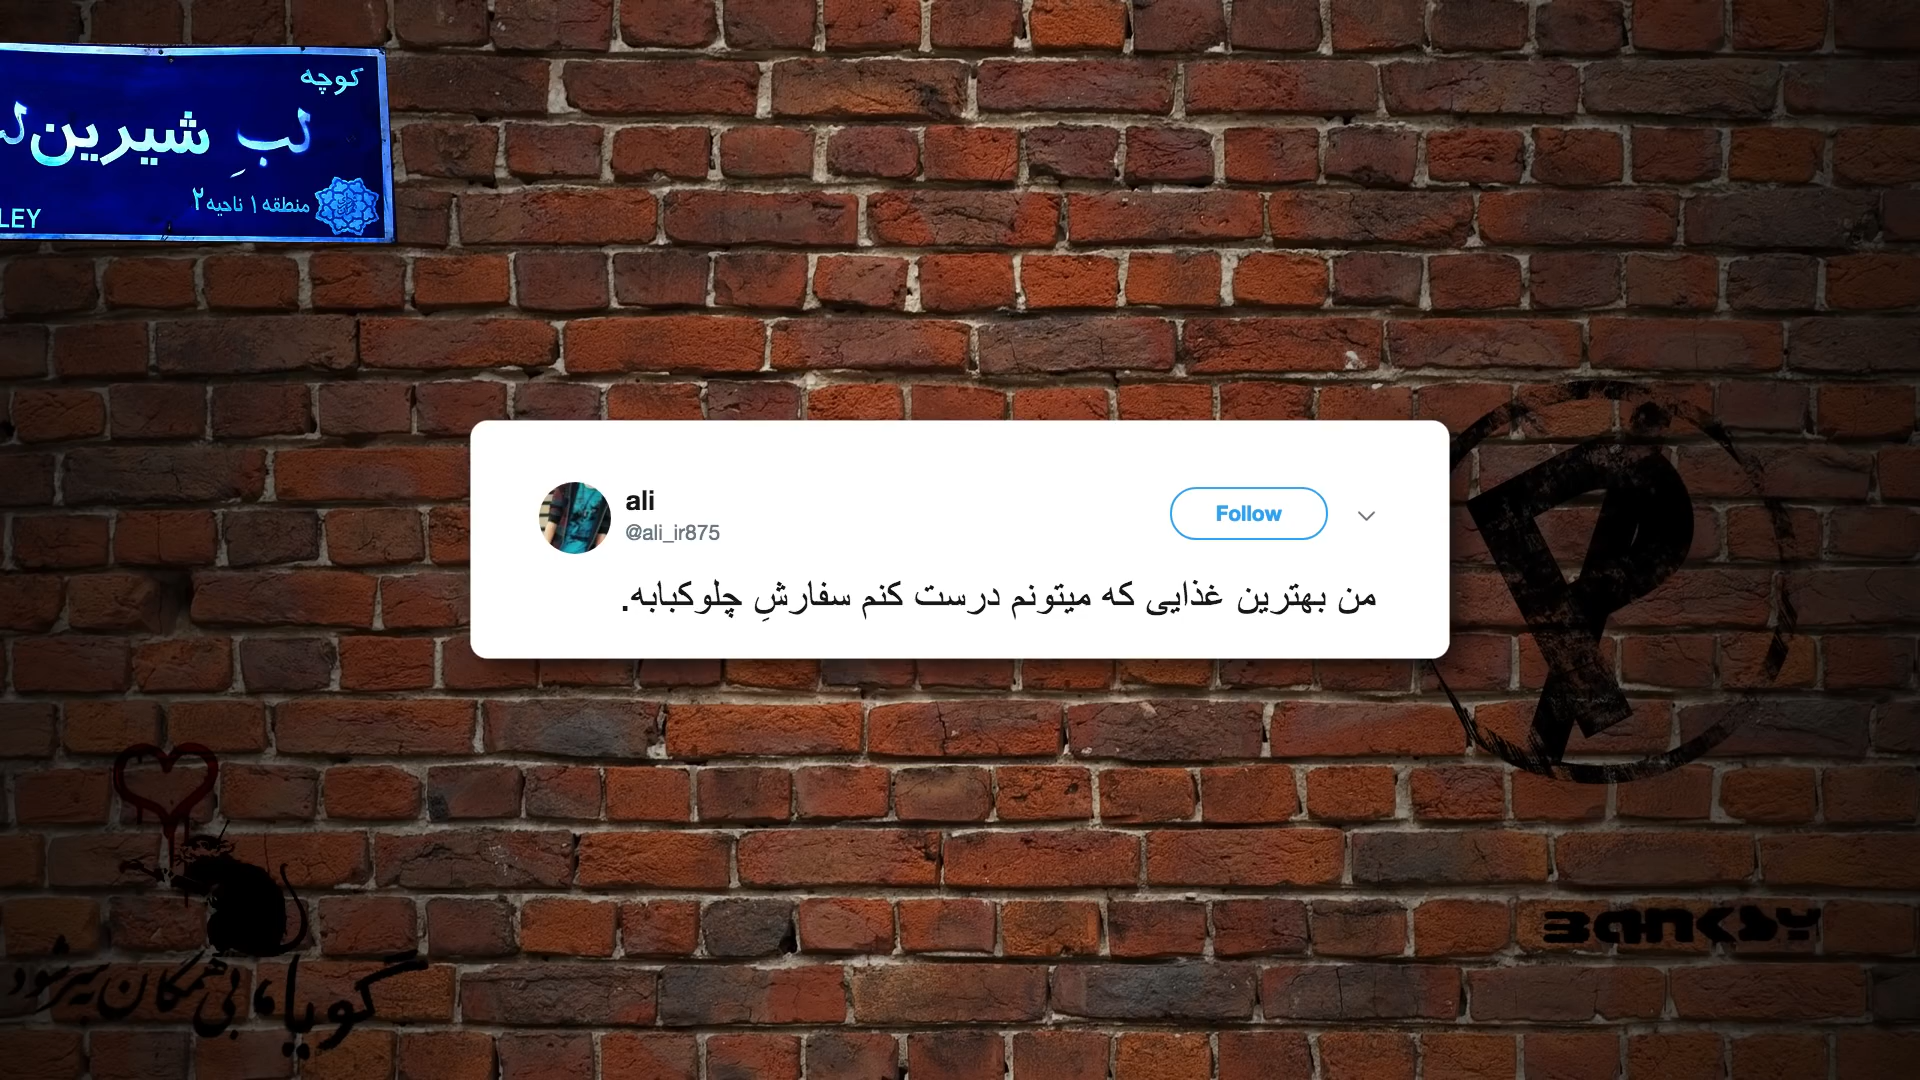 کوچه
لبِ شیرین
منطقه ۱ ناحیه ۲
LEY
ali
@ali_ir875
Follow
من بهترین غذایی که میتونم درست کنم سفارشِ چلوکبابه.
BANKSY
گویا، بی همگان به سر شود